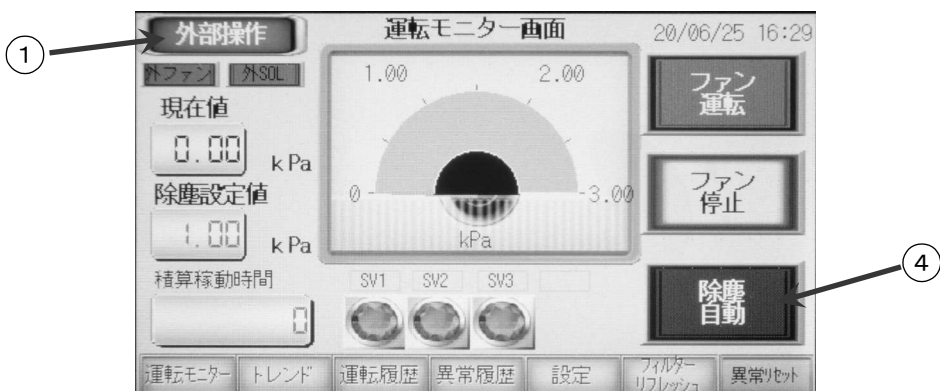 ①
外部操作
運転モニター画面
20/06/25 16:29
外ファン
外SOL
現在値
0.00
kPa
除塵設定値
1.00
kPa
積算稼動時間
0
1.00
2.00
0
3.00
kPa
SV1
SV2
SV3
ファン
運転
ファン
停止
除塵
自動
④
運転モニター
トレンド
運転履歴
異常履歴
設定
フィルター
リフレッシュ
異常リセット